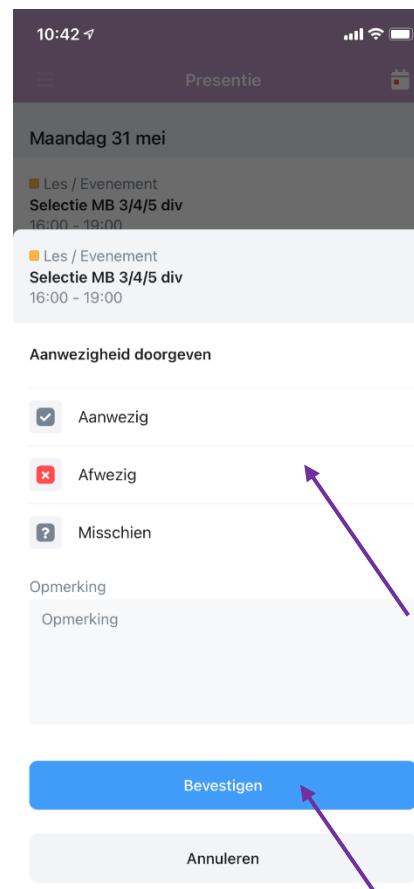 10:42
Presentie
Maandag 31 mei
Les / Evenement
Selectie MB 3/4/5 div
16:00 - 19:00
Les / Evenement
Selectie MB 3/4/5 div
16:00 - 19:00
Aanwezigheid doorgeven
Aanwezig
Afwezig
? Misschien
Opmerking
Opmerking
Bevestigen
Annuleren